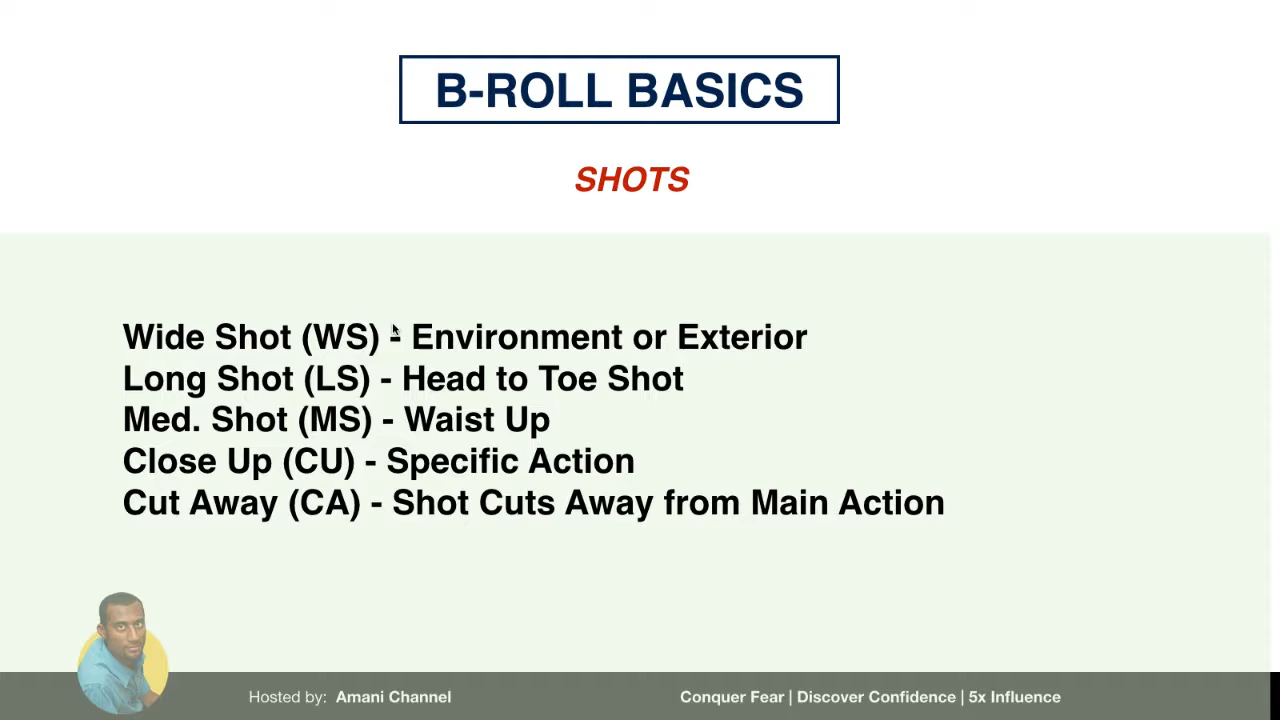 B-ROLL BASICS
SHOTS
Wide Shot (WS) - Environment or Exterior
Long Shot (LS) - Head to Toe Shot
Med. Shot (MS) - Waist Up
Close Up (CU) - Specific Action
Cut Away (CA) - Shot Cuts Away from Main Action
Hosted by: Amani Channel
Conquer Fear | Discover Confidence | 5x Influence